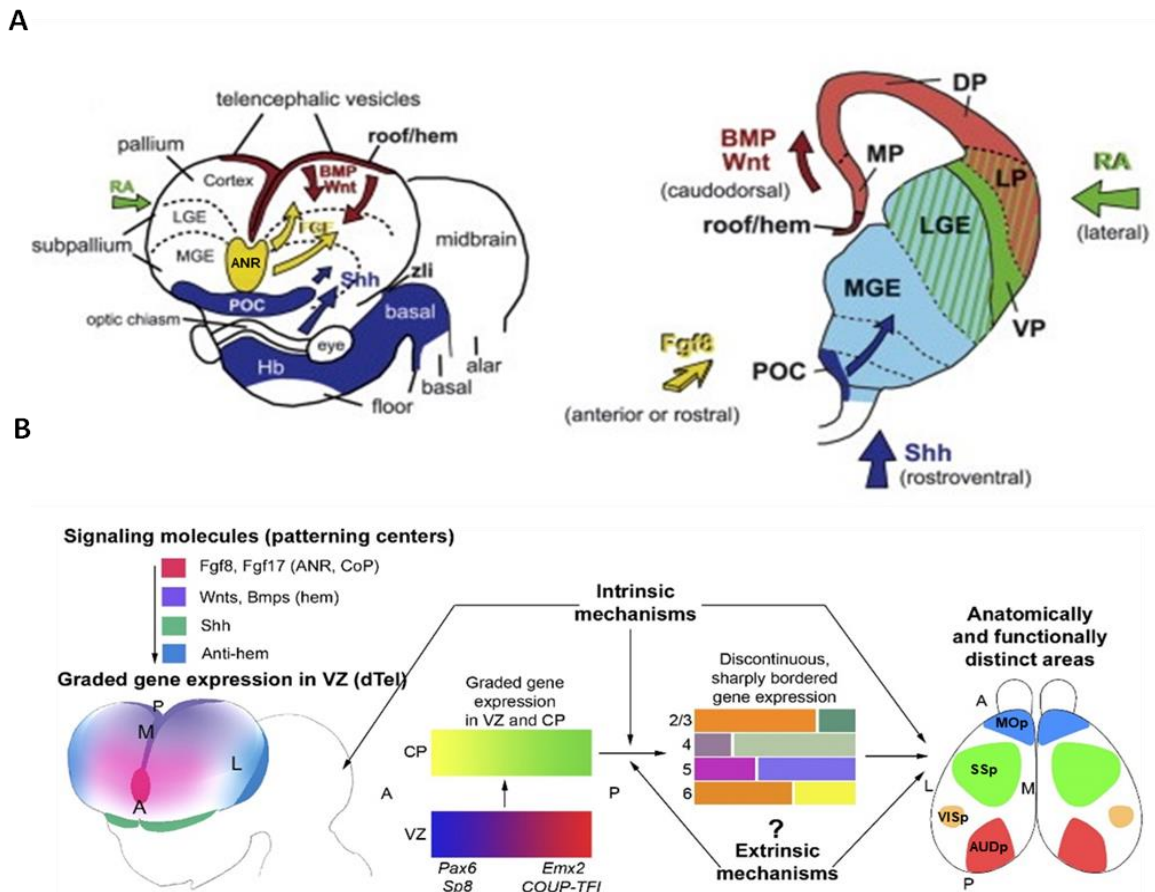 A
telencephalic vesicles
pallium
roof/hem
RA
Cortex
BMP
Wnt
LGE
FGF
subpallium
MGE
ANR
midbrain
Shh
zli
POC
optic chiasm
eye
basal
Hb
alar
basal
floor
DP
BMP
Wnt
(caudodorsal)
MP
LP
RA
(lateral)
roof/hem
LGE
MGE
VP
Fgf8
(anterior or rostral)
POC
Shh
(rostroventral)
B
Signaling molecules (patterning centers)
Fgf8, Fgf17 (ANR, CoP)
Wnts, Bmps (hem)
Shh
Anti-hem
Graded gene expression in VZ (dTel)
P
M
L
A
Intrinsic
mechanisms
Graded gene
expression
in VZ and CP
CP
A
P
VZ
Pax6
Sp8
Emx2
COUP-TFI
Discontinuous,
sharply bordered
gene expression
2/3
4
5
6
?
Extrinsic
mechanisms
Anatomically
and functionally
distinct areas
A
MOp
SSp
L
M
VISp
AUDp
P